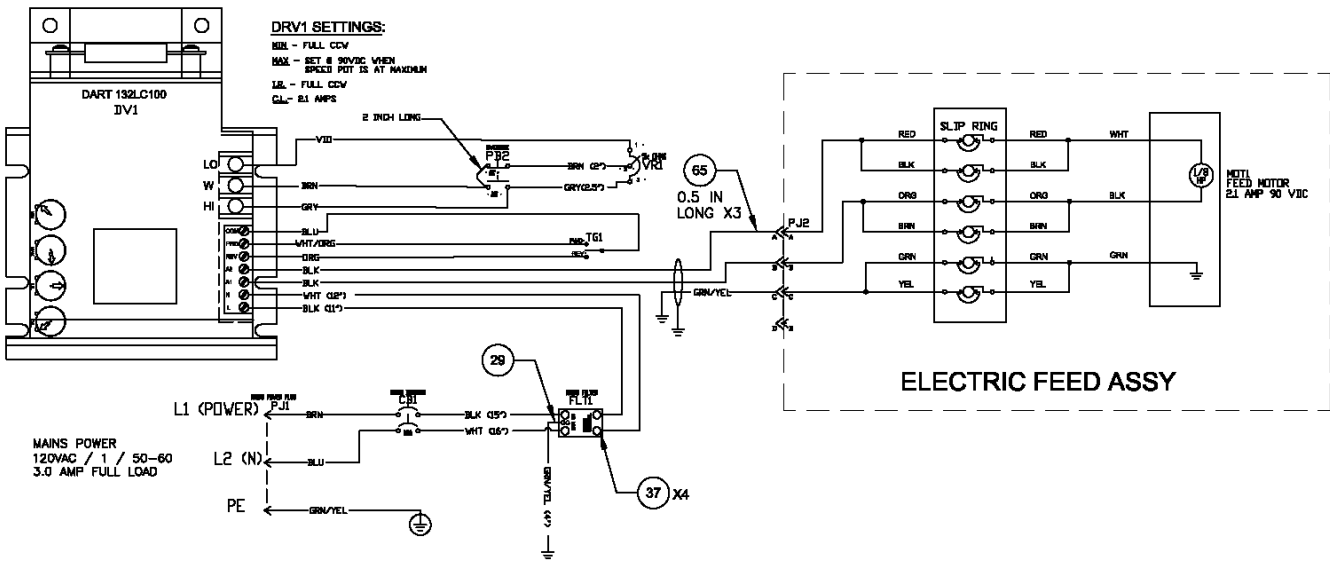 DRV1 SETTINGS:
MIN - FULL CCW
MAX - SET @ 90VDC WHEN
SPEED POT IS AT MAXIMUM
I.R. - FULL CCW
C.L.- 2.1 AMPS
DART 132LC100
DV1
2 INCH LONG
LO
W
HI
VIO
BRN
GRY
PB2
BRN (2")
GRY(2.5")
VR1
COM
FWD
REV
A2
A1
N
L
BLU
WHT/ORG
ORG
BLK
BLK
WHT (12")
BLK (11")
TG1
FWD
REV
GRN/YEL
65
0.5 IN
LONG X3
PJ2
A A
B B
C C
D
RED
BLK
ORG
BRN
GRN
YEL
SLIP RING
RED
BLK
ORG
BRN
GRN
YEL
WHT
BLK
GRN
1/8
HP
MOT1
FEED MOTOR
2.1 AMP 90 VDC
ELECTRIC FEED ASSY
29
37 X4
L1 (POWER)
PJ1
BRN
CB1
BLK (15")
WHT (16")
FLT1
GRN/YEL (4")
MAINS POWER
120VAC / 1 / 50-60
3.0 AMP FULL LOAD
L2 (N)
BLU
PE
GRN/YEL